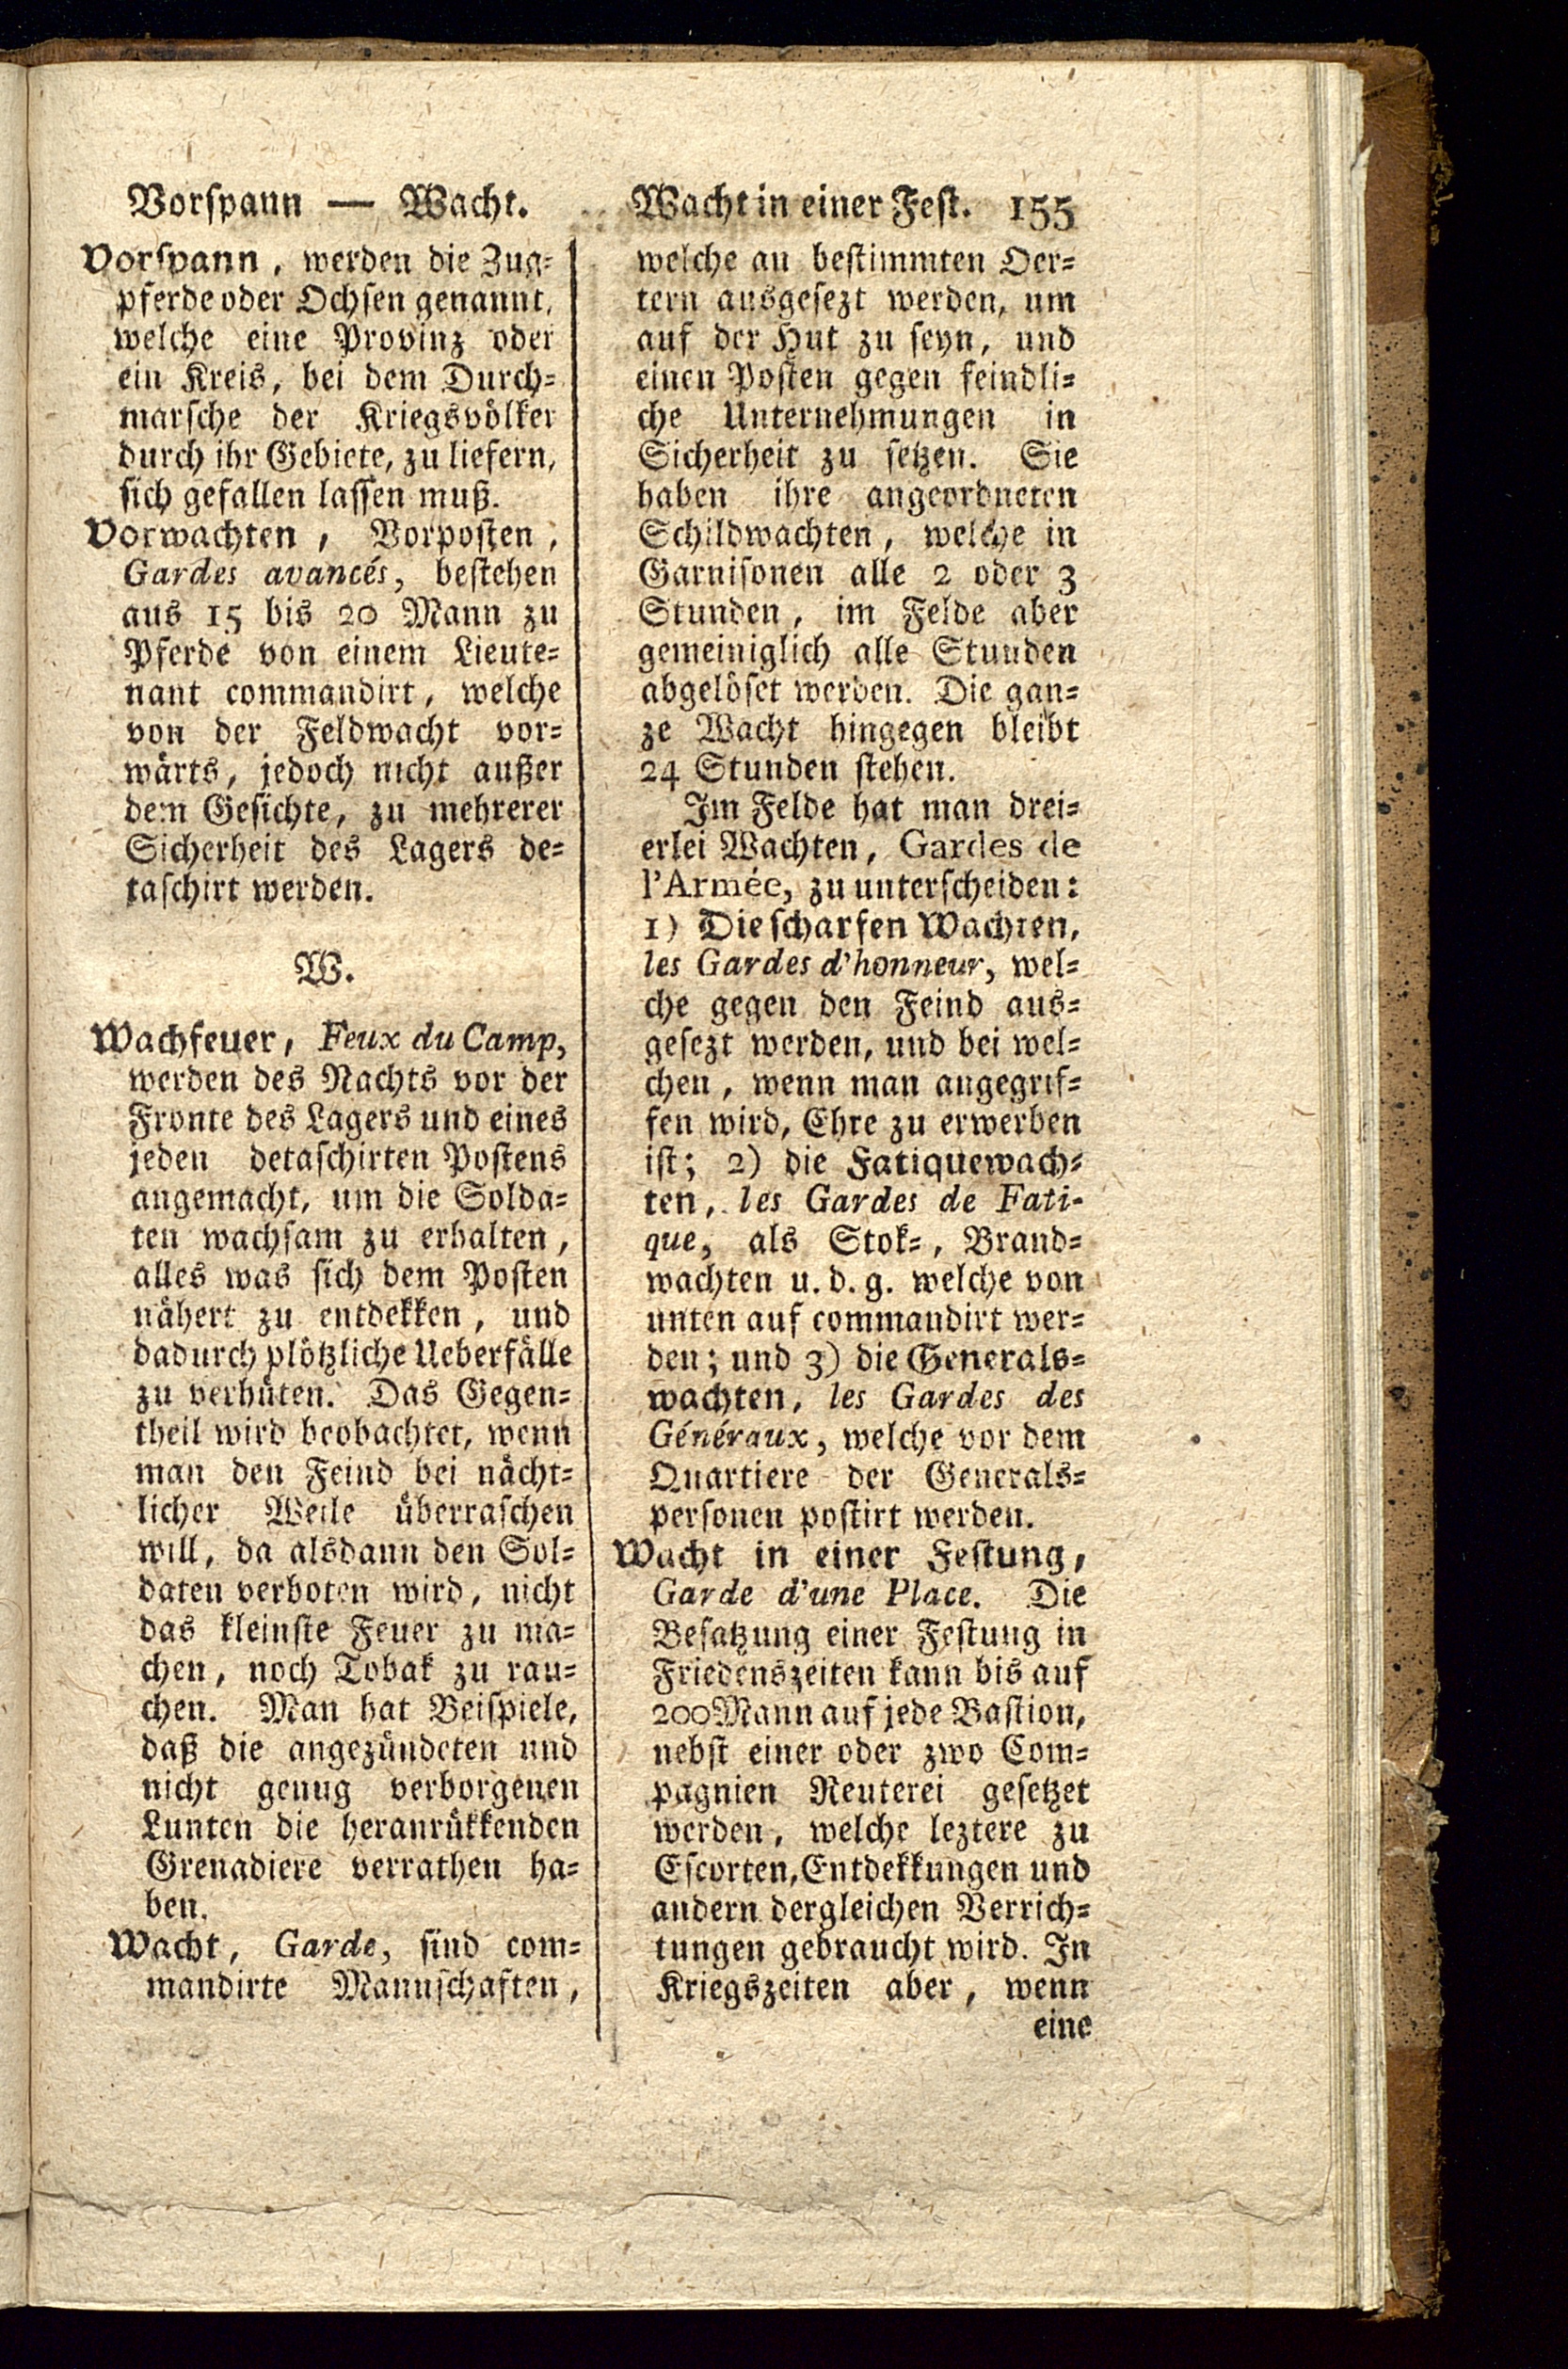 Vorspann — Wacht.
Vorspann, werden die Zug-
pferde oder Ochsen genannt,
welche eine Provinz oder
ein Kreis, bei dem Durch-
marsche der Kriegsvölker
durch ihr Gebiete, zu liefern,
sich gefallen lassen muß.
Vorwachten, Vorposten,
Gardes avancés, bestehen
aus 15 bis 20 Mann zu
Pferde von einem Lieute-
nant commandirt, welche
von der Feldwacht vor-
wärts, jedoch nicht außer
dem Gesichte, zu mehrerer
Sicherheit des Lagers de-
taschirt werden.
W.
Wachfeuer, Feux du Camp,
werden des Nachts vor der
Fronte des Lagers und eines
jeden detaschirten Postens
angemacht, um die Solda-
ten wachsam zu erhalten,
alles was sich dem Posten
nähert zu entdekken, und
dadurch plötzliche Ueberfälle
zu verhüten. Das Gegen-
theil wird beobachtet, wenn
man den Feind bei nächt-
licher Weile überraschen
will, da alsdann den Sol-
daten verboten wird, nicht
das kleinste Feuer zu ma-
chen, noch Tobak zu rau-
chen. Man hat Beispiele,
daß die angezündeten und
nicht genug verborgenen
Lunten die heranrükkenden
Grenadiere verrathen ha-
ben.
Wacht, Garde, sind com-
mandirte Mannschaften,
Wacht in einer Fest. 155
welche an bestimmten Oer-
tern ausgesezt werden, um
auf der Hut zu seyn, und
einen Posten gegen feindli-
che Unternehmungen in
Sicherheit zu setzen. Sie
haben ihre angeordneten
Schildwachten, welche in
Garnisonen alle 2 oder 3
Stunden, im Felde aber
gemeiniglich alle Stunden
abgelöset werden. Die gan-
ze Wacht hingegen bleibt
24 Stunden stehen.
Im Felde hat man drei-
erlei Wachten, Gardes de
l'Armée, zu unterscheiden:
1) Die scharfen Wachten,
les Gardes d'honneur, wel-
che gegen den Feind aus-
gesezt werden, und bei wel-
chen, wenn man angegrif-
fen wird, Ehre zu erwerben
ist; 2) die Fatiquewach-
ten, les Gardes de Fati-
que, als Stok-, Brand-
wachten u. d. g. welche von
unten auf commandirt wer-
den; und 3) die Generals-
wachten, les Gardes des
Généraux, welche vor dem
Quartiere der Generals-
personen postirt werden.
Wacht in einer Festung,
Garde d'une Place. Die
Besatzung einer Festung in
Friedenszeiten kann bis auf
200 Mann auf jede Bastion,
nebst einer oder zwo Com-
pagnien Reuterei gesetzet
werden, welche leztere zu
Escorten, Entdekkungen und
andern dergleichen Verrich-
tungen gebraucht wird. In
Kriegszeiten aber, wenn
eine